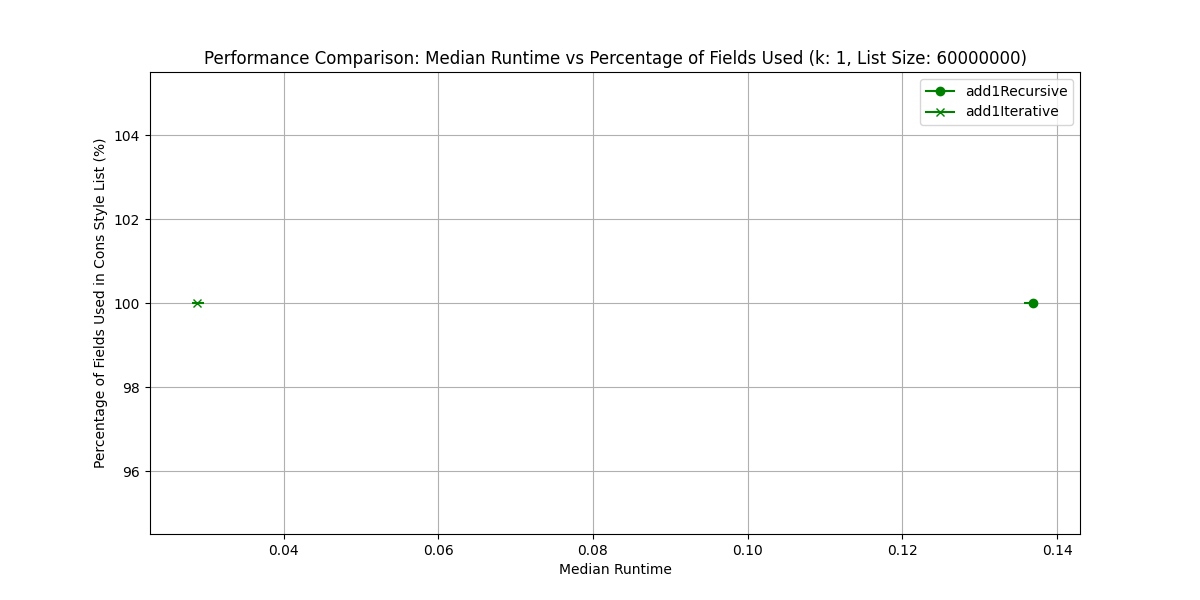 Performance Comparison: Median Runtime vs Percentage of Fields Used (k: 1, List Size: 60000000)
add1Recursive
add1Iterative
Percentage of Fields Used in Cons Style List (%)
104
102
100
98
96
0.04 0.06 0.08 0.10 0.12 0.14
Median Runtime